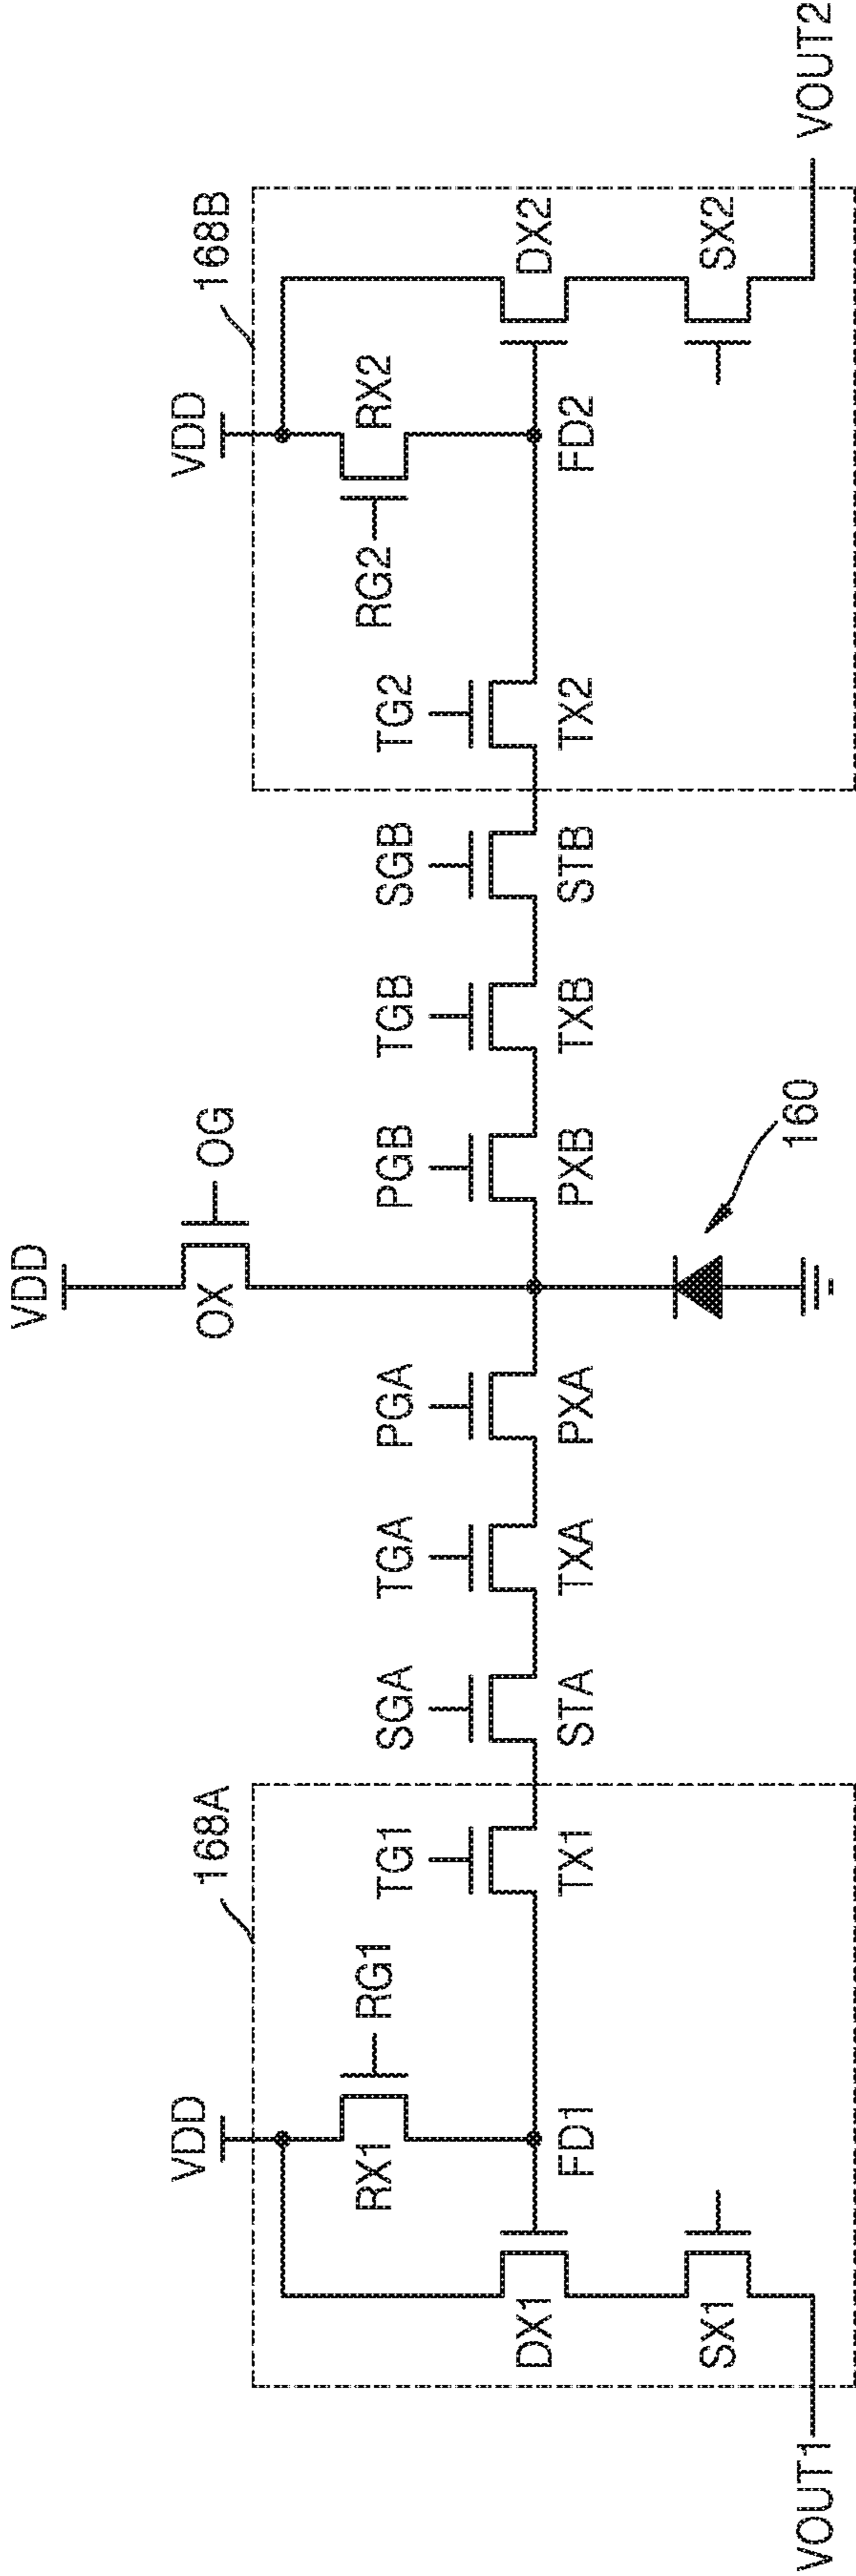 VDD
OX
OG
VDD
168A
168B
VDD
RX1
RG1
TG1
SGA
TGA
PGA
PGB
TGB
SGB
TG2
RG2
RX2
DX1
FD1
TX1
STA
TXA
PXA
PXB
TXB
STB
TX2
FD2
DX2
SX1
160
SX2
VOUT1
VOUT2